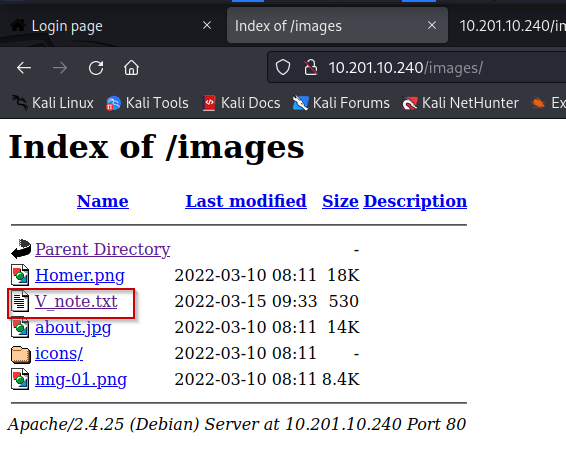 Login page
Index of /images
10.201.10.240/im
10.201.10.240/images/
Kali Linux Kali Tools Kali Docs Kali Forums Kali NetHunter Ex
Index of /images
Name Last modified Size Description
Parent Directory -
Homer.png 2022-03-10 08:11 18K
V_note.txt 2022-03-15 09:33 530
about.jpg 2022-03-10 08:11 14K
icons/ 2022-03-10 08:11 -
img-01.png 2022-03-10 08:11 8.4K
Apache/2.4.25 (Debian) Server at 10.201.10.240 Port 80